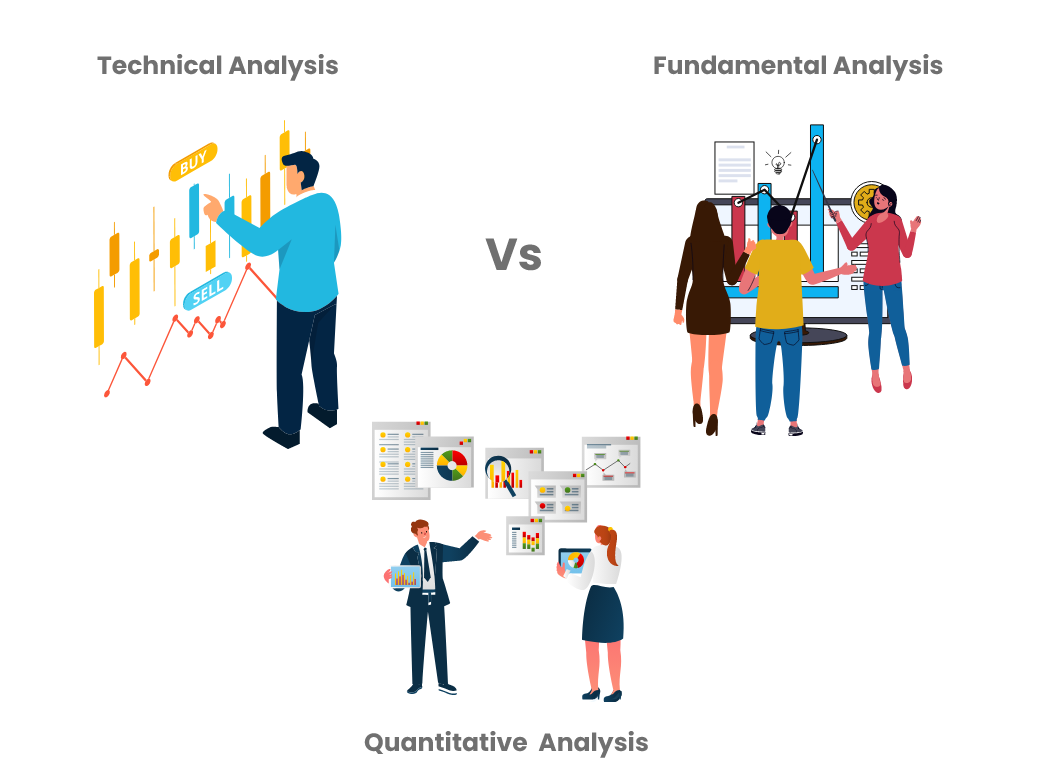 Technical Analysis
Fundamental Analysis
BUY
Vs
SELL
Quantitative Analysis